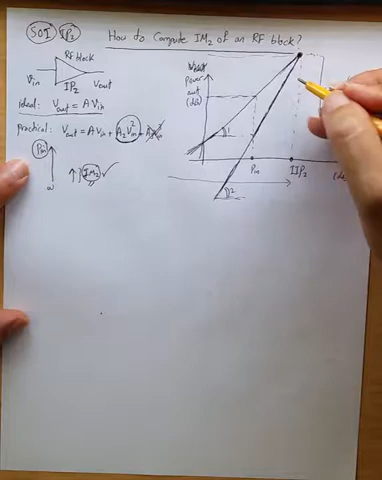 SOI IP2 How to Compute IM2 of an RF block?
RF block
Vin Vout
IP2
ideal: Vout = A Vin
practical: Vout = A Vin + A2 Vin²
Pin
↑ } IM2 ✓
ω
power
out (dB)
1
2
Pin IIP2